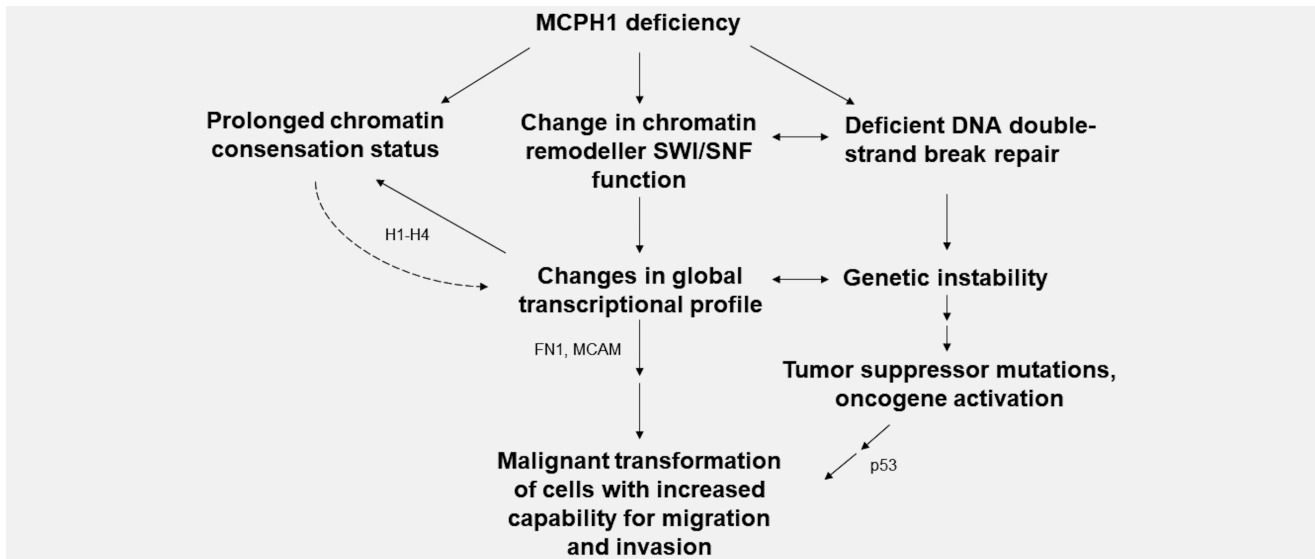 MCPH1 deficiency
Prolonged chromatin
consensation status
Change in chromatin
remodeller SWI/SNF
function
Deficient DNA double-
strand break repair
H1-H4
Changes in global
transcriptional profile
Genetic instability
FN1, MCAM
Tumor suppressor mutations,
oncogene activation
p53
Malignant transformation
of cells with increased
capability for migration
and invasion